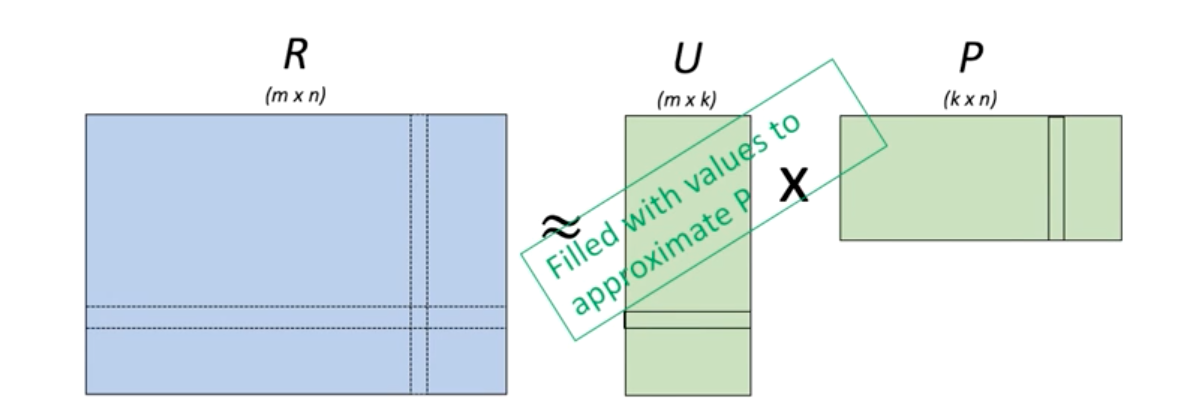 R
(m x n)
≈
U
(m x k)
X
P
(k x n)
Filled with values to
approximate P